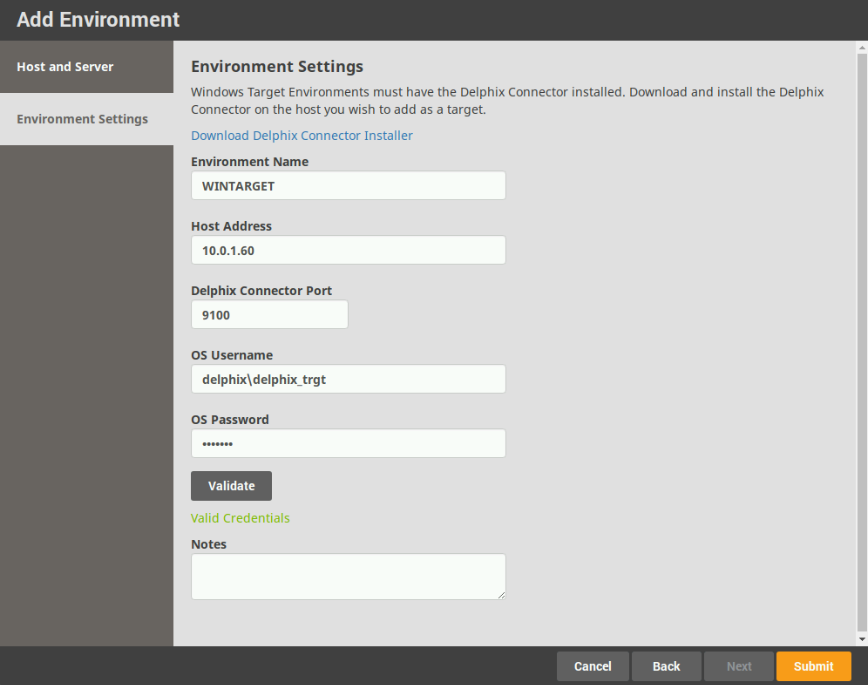 Add Environment
Host and Server
Environment Settings
Environment Settings
Windows Target Environments must have the Delphix Connector installed. Download and install the Delphix
Connector on the host you wish to add as a target.
Download Delphix Connector Installer
Environment Name
WINTARGET
Host Address
10.0.1.60
Delphix Connector Port
9100
OS Username
delphix\delphix_trgt
OS Password
•••••••
Validate
Valid Credentials
Notes
Cancel
Back
Next
Submit